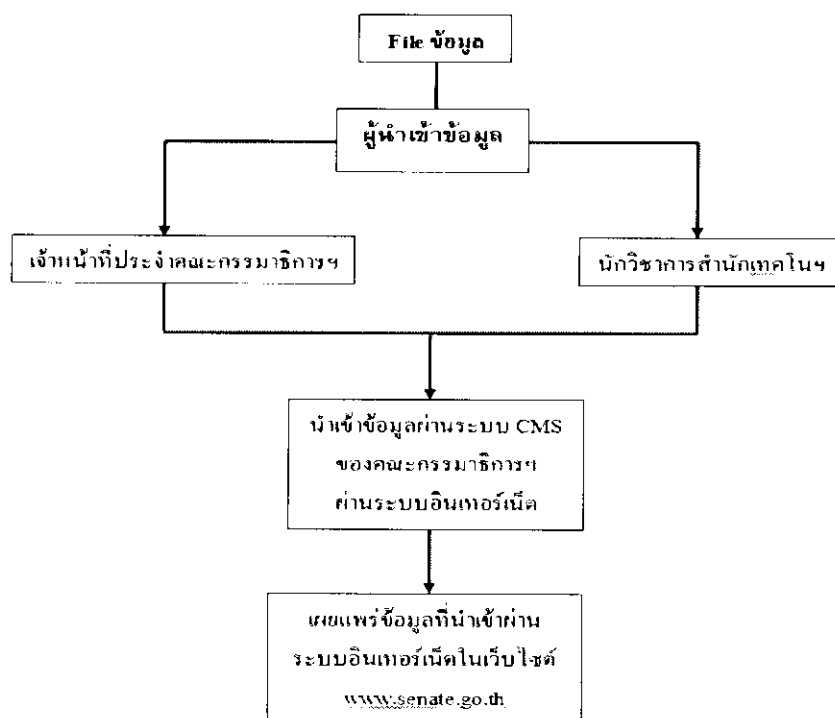 File ข้อมูล
ผู้นำเข้าข้อมูล
เจ้าหน้าที่ประจำคณะกรรมาธิการฯ
นักวิชาการสำนักเทคโนฯ
นำเข้าข้อมูลผ่านระบบ CMS
ของคณะกรรมาธิการฯ
ผ่านระบบอินเทอร์เน็ต
เผยแพร่ข้อมูลที่นำเข้าผ่าน
ระบบอินเทอร์เน็ตในเว็บไซต์
www.senate.go.th